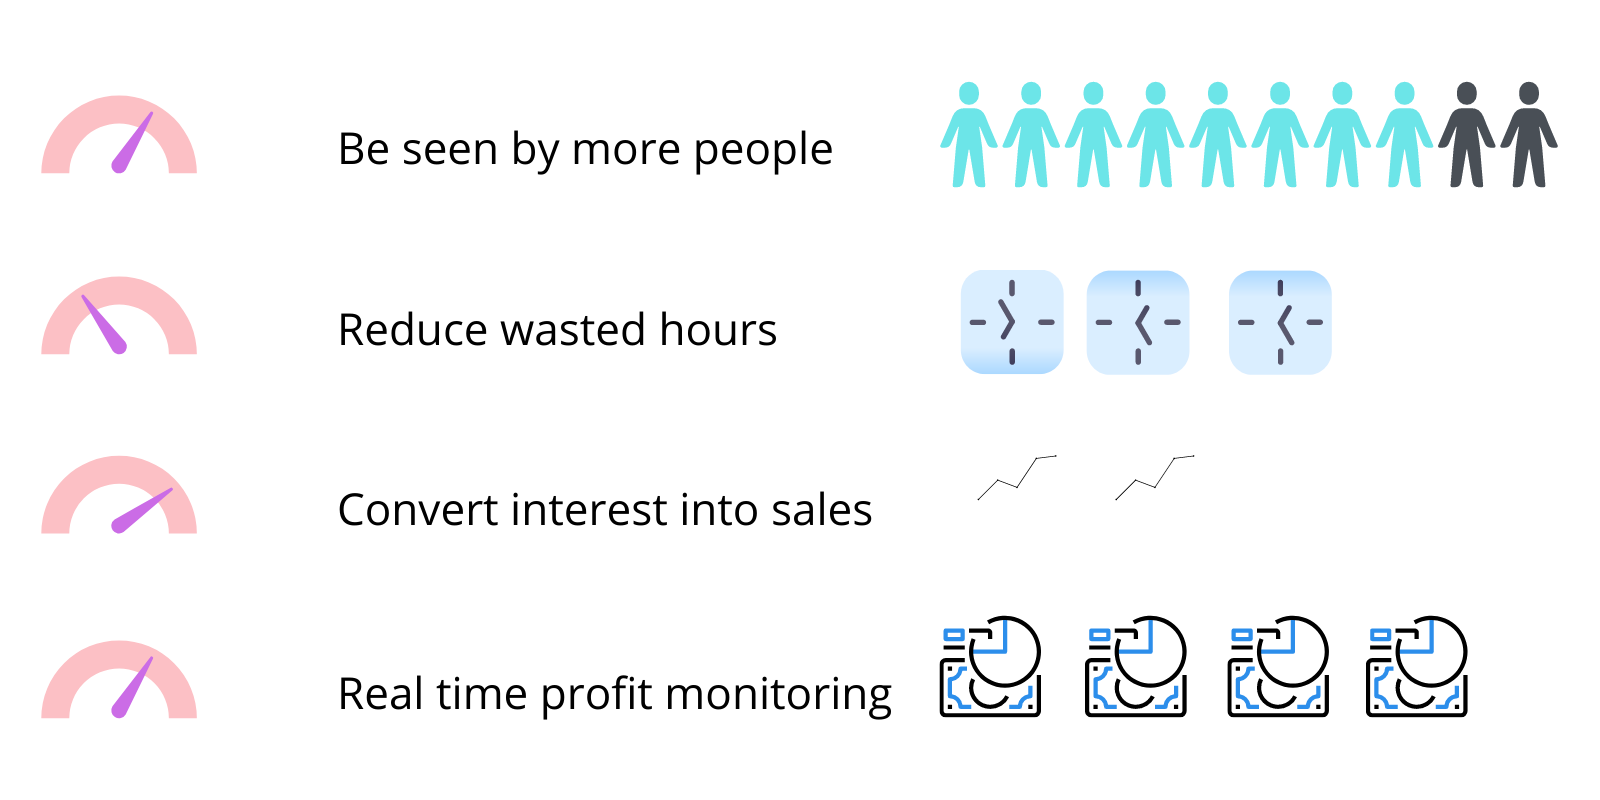 Be seen by more people
Reduce wasted hours
Convert interest into sales
Real time profit monitoring